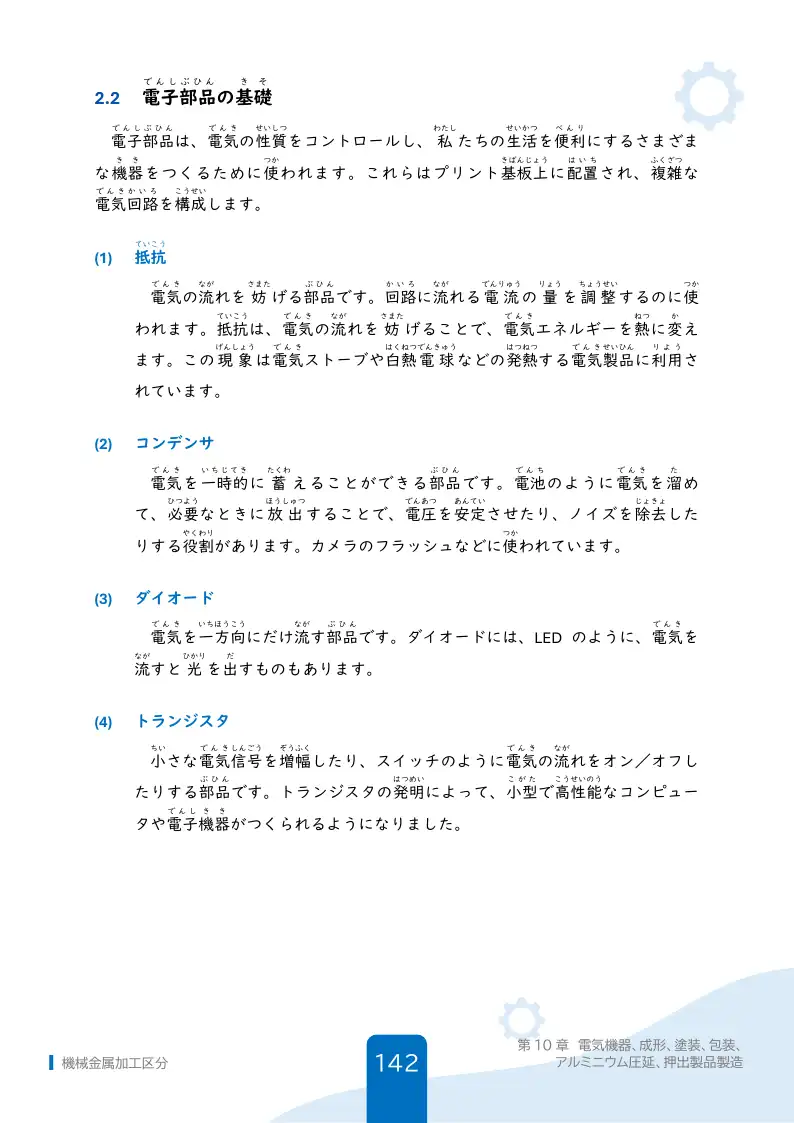 2.2 電子部品の基礎
電子部品は、電気の性質をコントロールし、私たちの生活を便利にするさまざま
な機器をつくるために使われます。これらはプリント基板上に配置され、複雑な
電気回路を構成します。
(1) 抵抗
電気の流れを妨げる部品です。回路に流れる電流の量を調整するのに使
われます。抵抗は、電気の流れを妨げることで、電気エネルギーを熱に変え
ます。この現象は電気ストーブや白熱電球などの発熱する電気製品に利用さ
れています。
(2) コンデンサ
電気を一時的に蓄えることができる部品です。電池のように電気を溜め
て、必要なときに放出することで、電圧を安定させたり、ノイズを除去した
りする役割があります。カメラのフラッシュなどに使われています。
(3) ダイオード
電気を一方向にだけ流す部品です。ダイオードには、LED のように、電気を
流すと光を出すものもあります。
(4) トランジスタ
小さな電気信号を増幅したり、スイッチのように電気の流れをオン／オフし
たりする部品です。トランジスタの発明によって、小型で高性能なコンピュー
タや電子機器がつくられるようになりました。
機械金属加工区分
142
第 10 章 電気機器、成形、塗装、包装、
アルミニウム圧延、押出製品製造